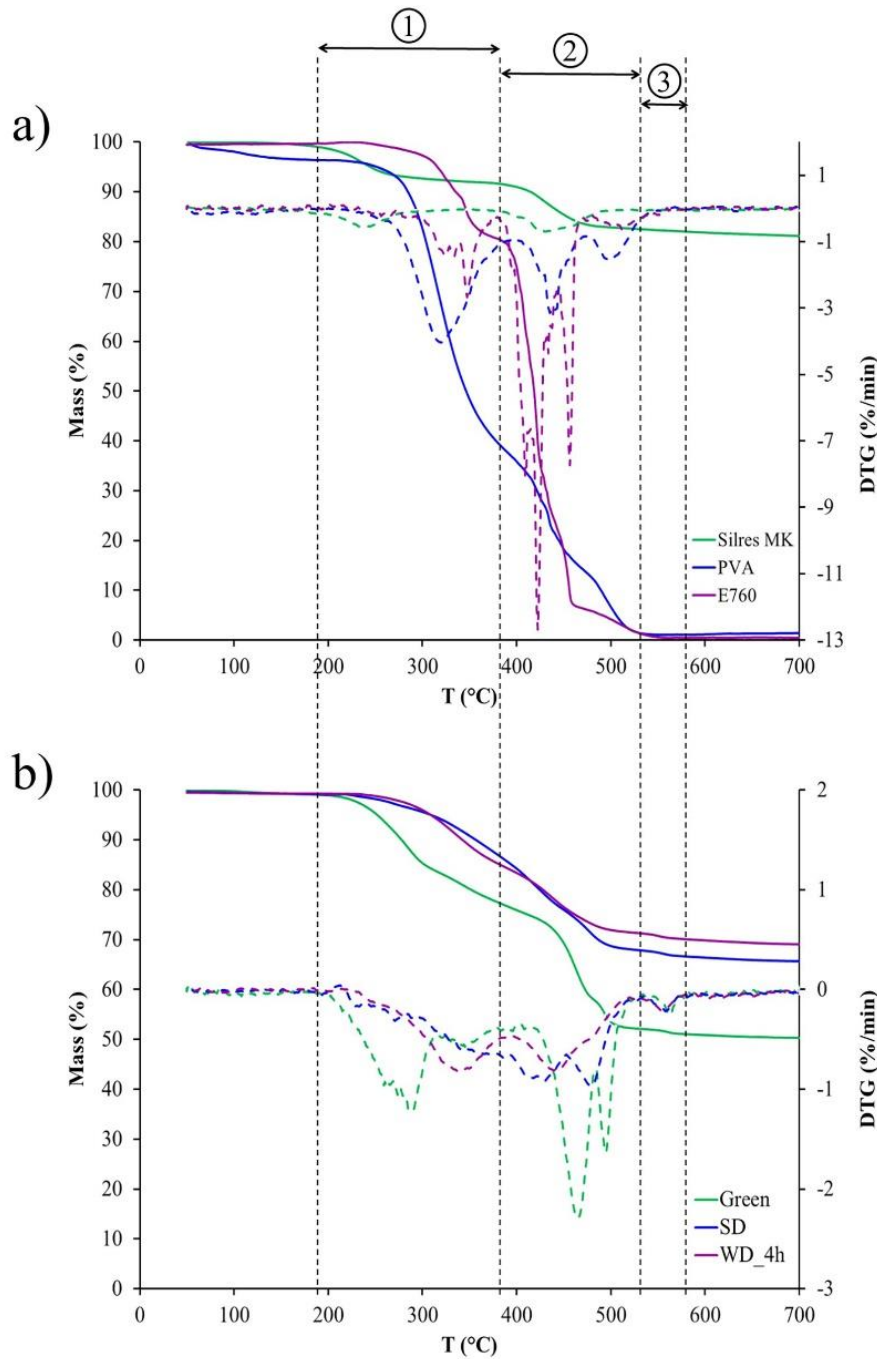 ① ② ③
a)
100
90
80
70
60
50
40
30
20
10
0
Mass (%)
1
-1
-3
-5
-7
-9
-11
-13
DTG (%/min)
Silres MK
PVA
E760
0 100 200 300 400 500 600 700
T (°C)
b)
100
90
80
70
60
50
40
30
20
10
0
Mass (%)
2
1
0
-1
-2
-3
DTG (%/min)
Green
SD
WD_4h
0 100 200 300 400 500 600 700
T (°C)